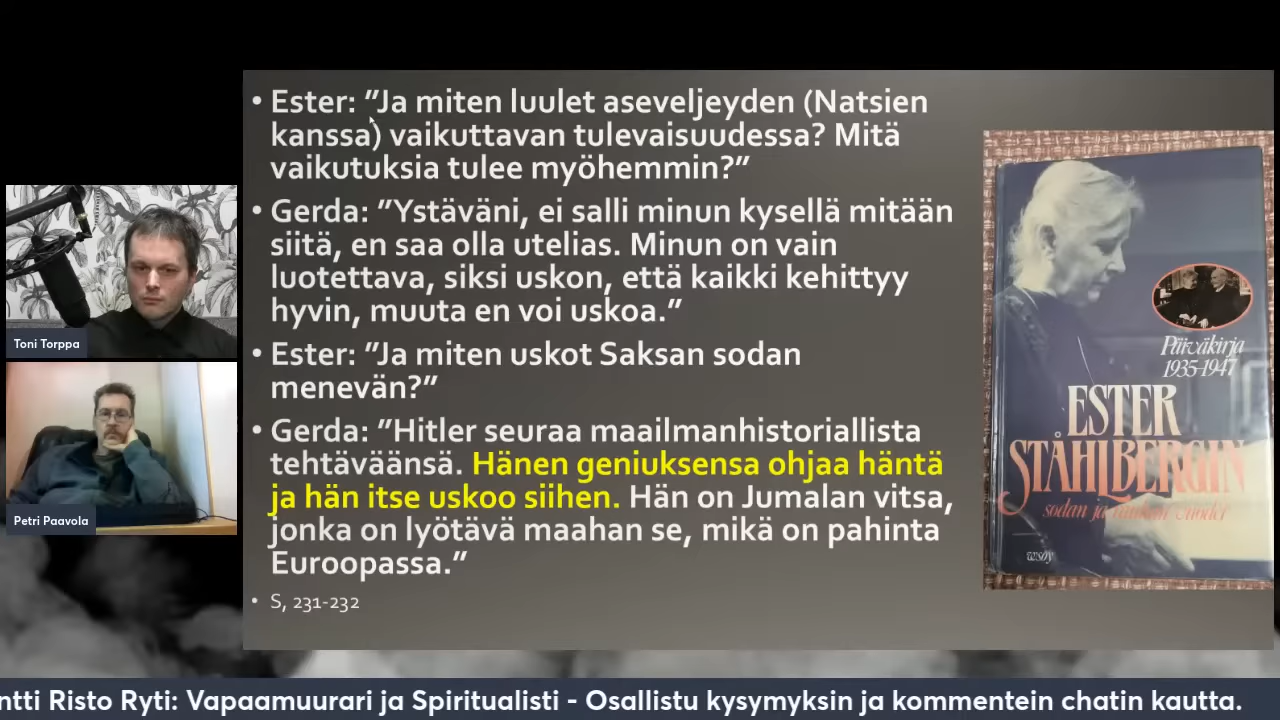 • Ester: ”Ja miten luulet aseveljeyden (Natsien
kanssa) vaikuttavan tulevaisuudessa? Mitä
vaikutuksia tulee myöhemmin?”
• Gerda: ”Ystäväni, ei salli minun kysellä mitään
siitä, en saa olla utelias. Minun on vain
luotettava, siksi uskon, että kaikki kehittyy
hyvin, muuta en voi uskoa.”
• Ester: ”Ja miten uskot Saksan sodan
menevän?”
• Gerda: ”Hitler seuraa maailmanhistoriallista
tehtäväänsä. Hänen geniuksensa ohjaa häntä
ja hän itse uskoo siihen. Hän on Jumalan vitsa,
jonka on lyötävä maahan se, mikä on pahinta
Euroopassa.”
• S, 231-232
Päiväkirja
1935-1947
ESTER
STÅHLBERGIN
sodan ja
vuodet
wsoy
Toni Torppa
Petri Paavola
ntti Risto Ryti: Vapaamuurari ja Spiritualisti - Osallistu kysymyksin ja kommentein chatin kautta.